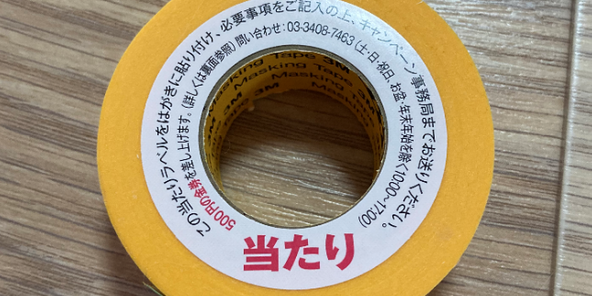 この当たりラベルをはがきに貼り付け、必要事項をご記入の上、キャンペーン事務局までお送りください。
500円の金券を差し上げます。(詳しくは裏面参照) 問い合わせ:03-3408-7463 (土・日・祝日、お盆・年末年始を除く10:00~17:00)
当たり
Masking Tape 3M
Masking Tape 3M